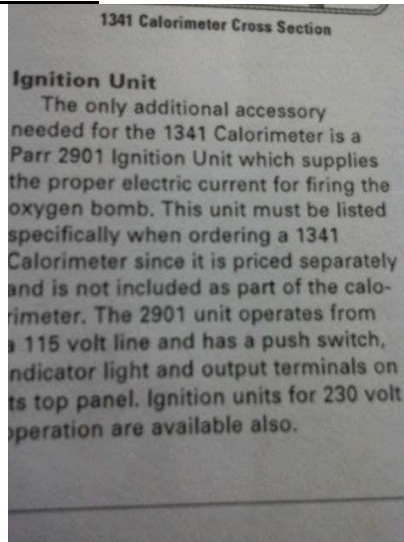 1341 Calorimeter Cross Section
Ignition Unit
The only additional accessory
needed for the 1341 Calorimeter is a
Parr 2901 Ignition Unit which supplies
the proper electric current for firing the
oxygen bomb. This unit must be listed
specifically when ordering a 1341
Calorimeter since it is priced separately
and is not included as part of the calo-
rimeter. The 2901 unit operates from
a 115 volt line and has a push switch,
ndicator light and output terminals on
ts top panel. Ignition units for 230 volt
operation are available also.